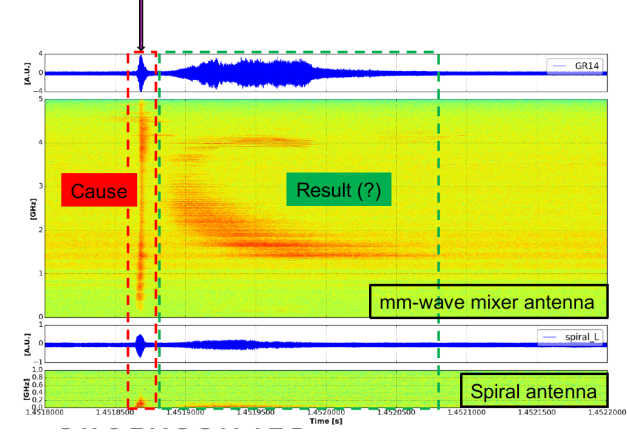 4
[A.U.]
0
−4
GR14
5
4
3
[GHz]
2
1
0
Cause
Result (?)
mm-wave mixer antenna
1
[A.U.]
0
−1
spiral_L
1.0
0.8
[GHz]
0.6
0.4
0.2
0.0
Spiral antenna
1.4518000 1.4518500 1.4519000 1.4519500 1.4520000 1.4520500 1.4521000 1.4521500 1.4522000
Time [s]